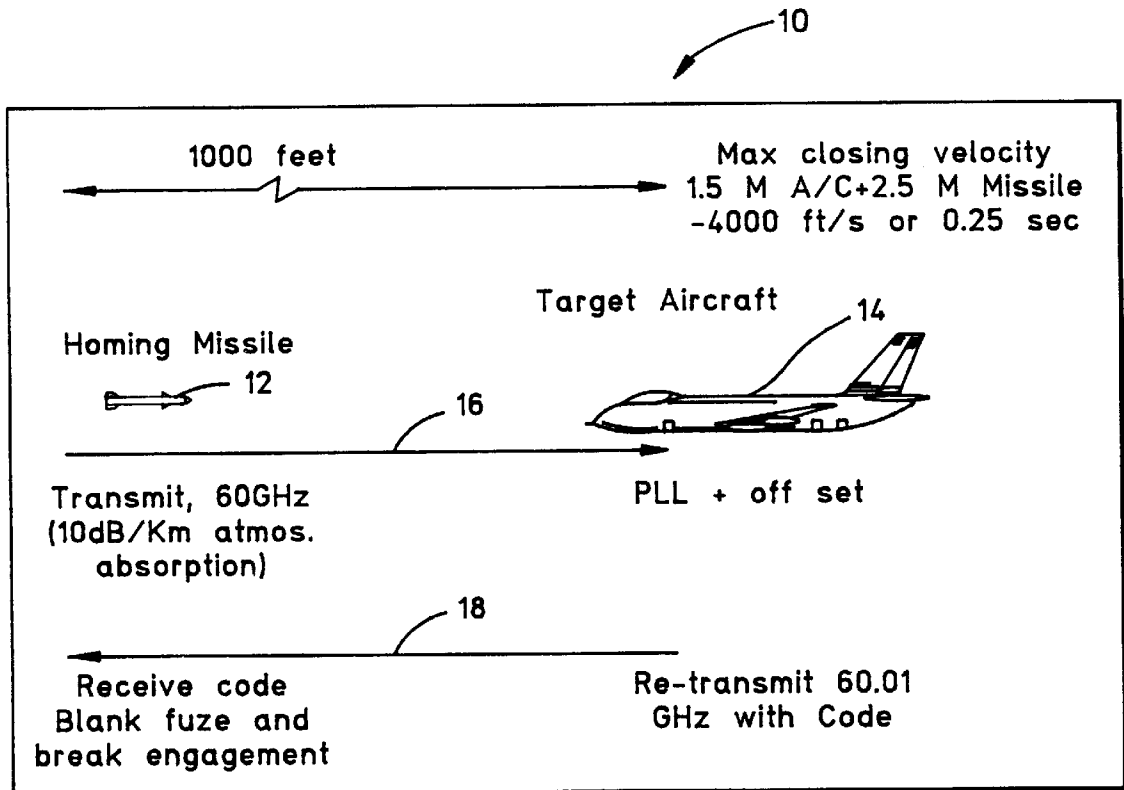 10
1000 feet
Max closing velocity
1.5 M A/C+2.5 M Missile
-4000 ft/s or 0.25 sec
Target Aircraft
14
Homing Missile
12
16
Transmit, 60GHz
(10dB/Km atmos.
absorption)
PLL + off set
18
Receive code
Blank fuze and
break engagement
Re-transmit 60.01
GHz with Code